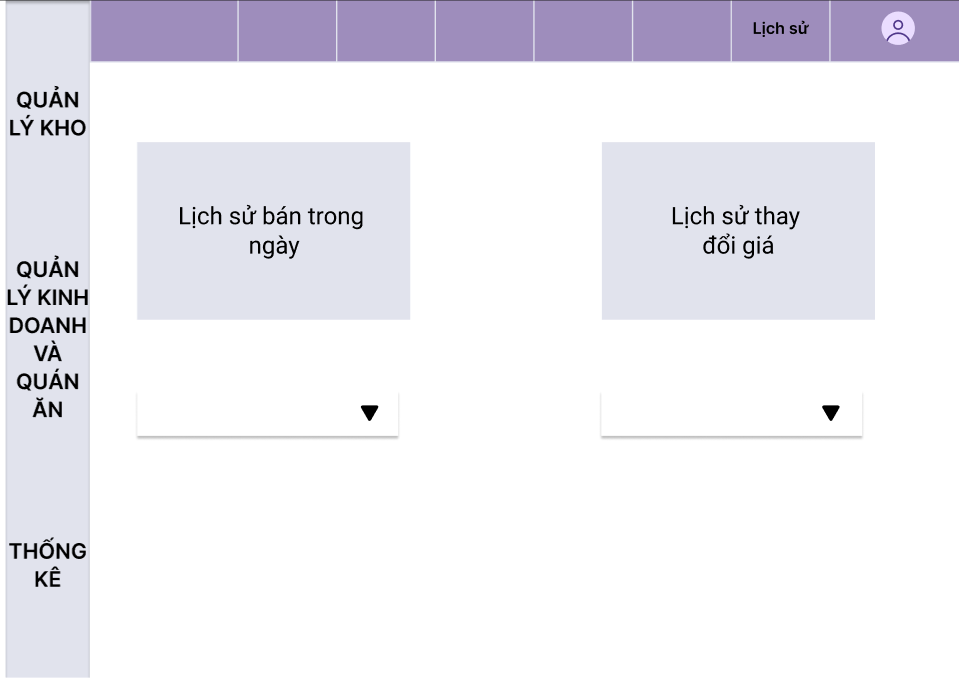 Lịch sử
QUẢN
LÝ KHO
QUẢN
LÝ KINH
DOANH
VÀ
QUÁN
ĂN
THỐNG
KÊ
Lịch sử bán trong
ngày
Lịch sử thay
đổi giá